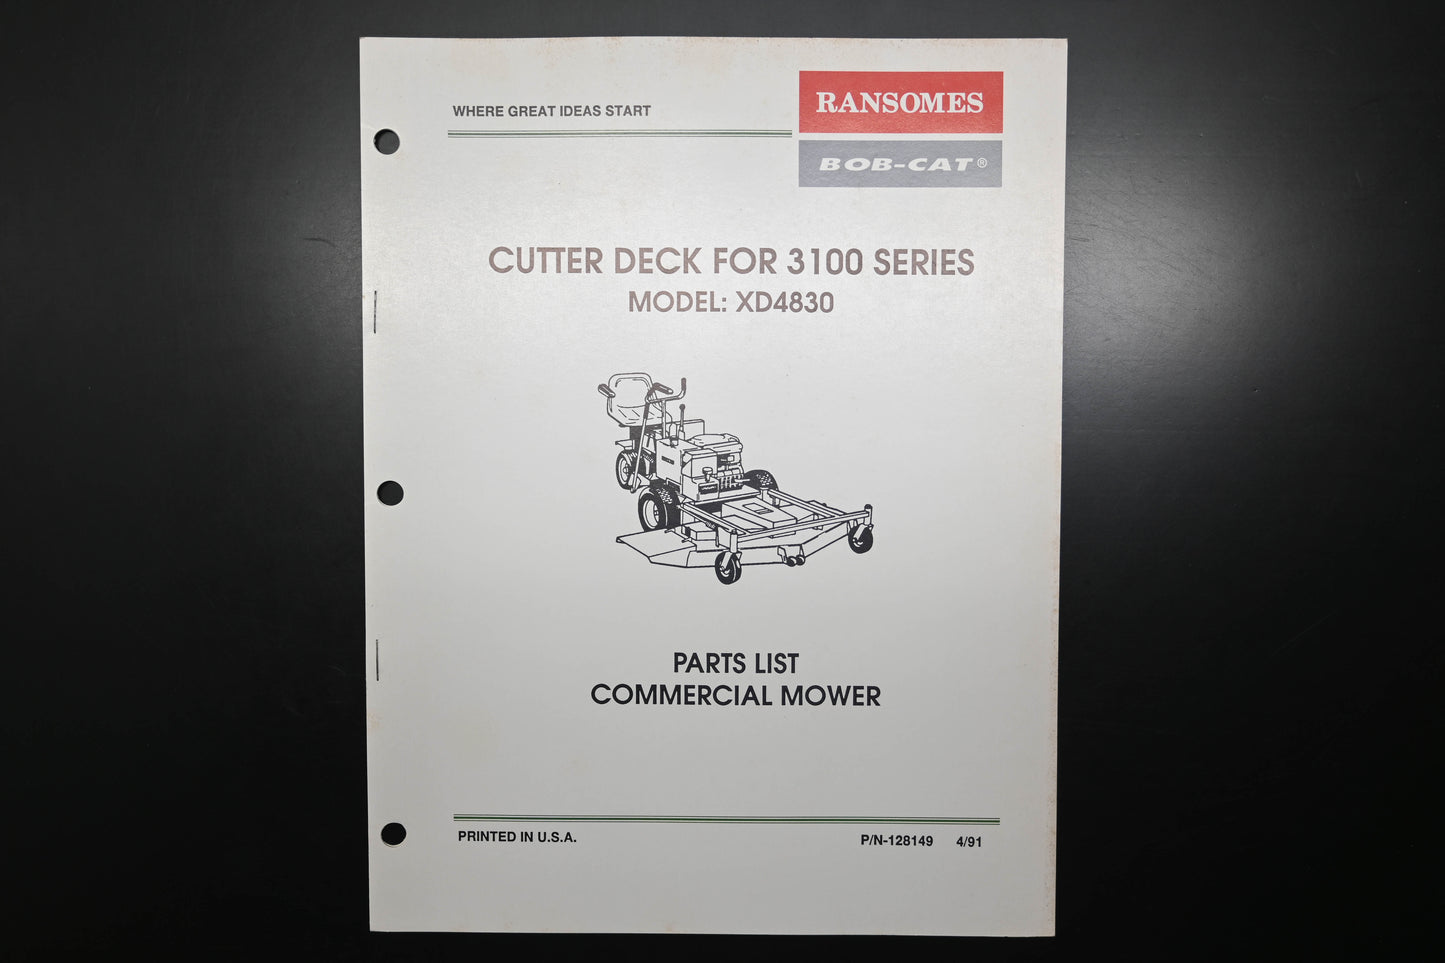 WHERE GREAT IDEAS START
RANSOMES
BOB-CAT®
CUTTER DECK FOR 3100 SERIES
MODEL: XD4830
PARTS LIST
COMMERCIAL MOWER
PRINTED IN U.S.A.
P/N-128149 4/91